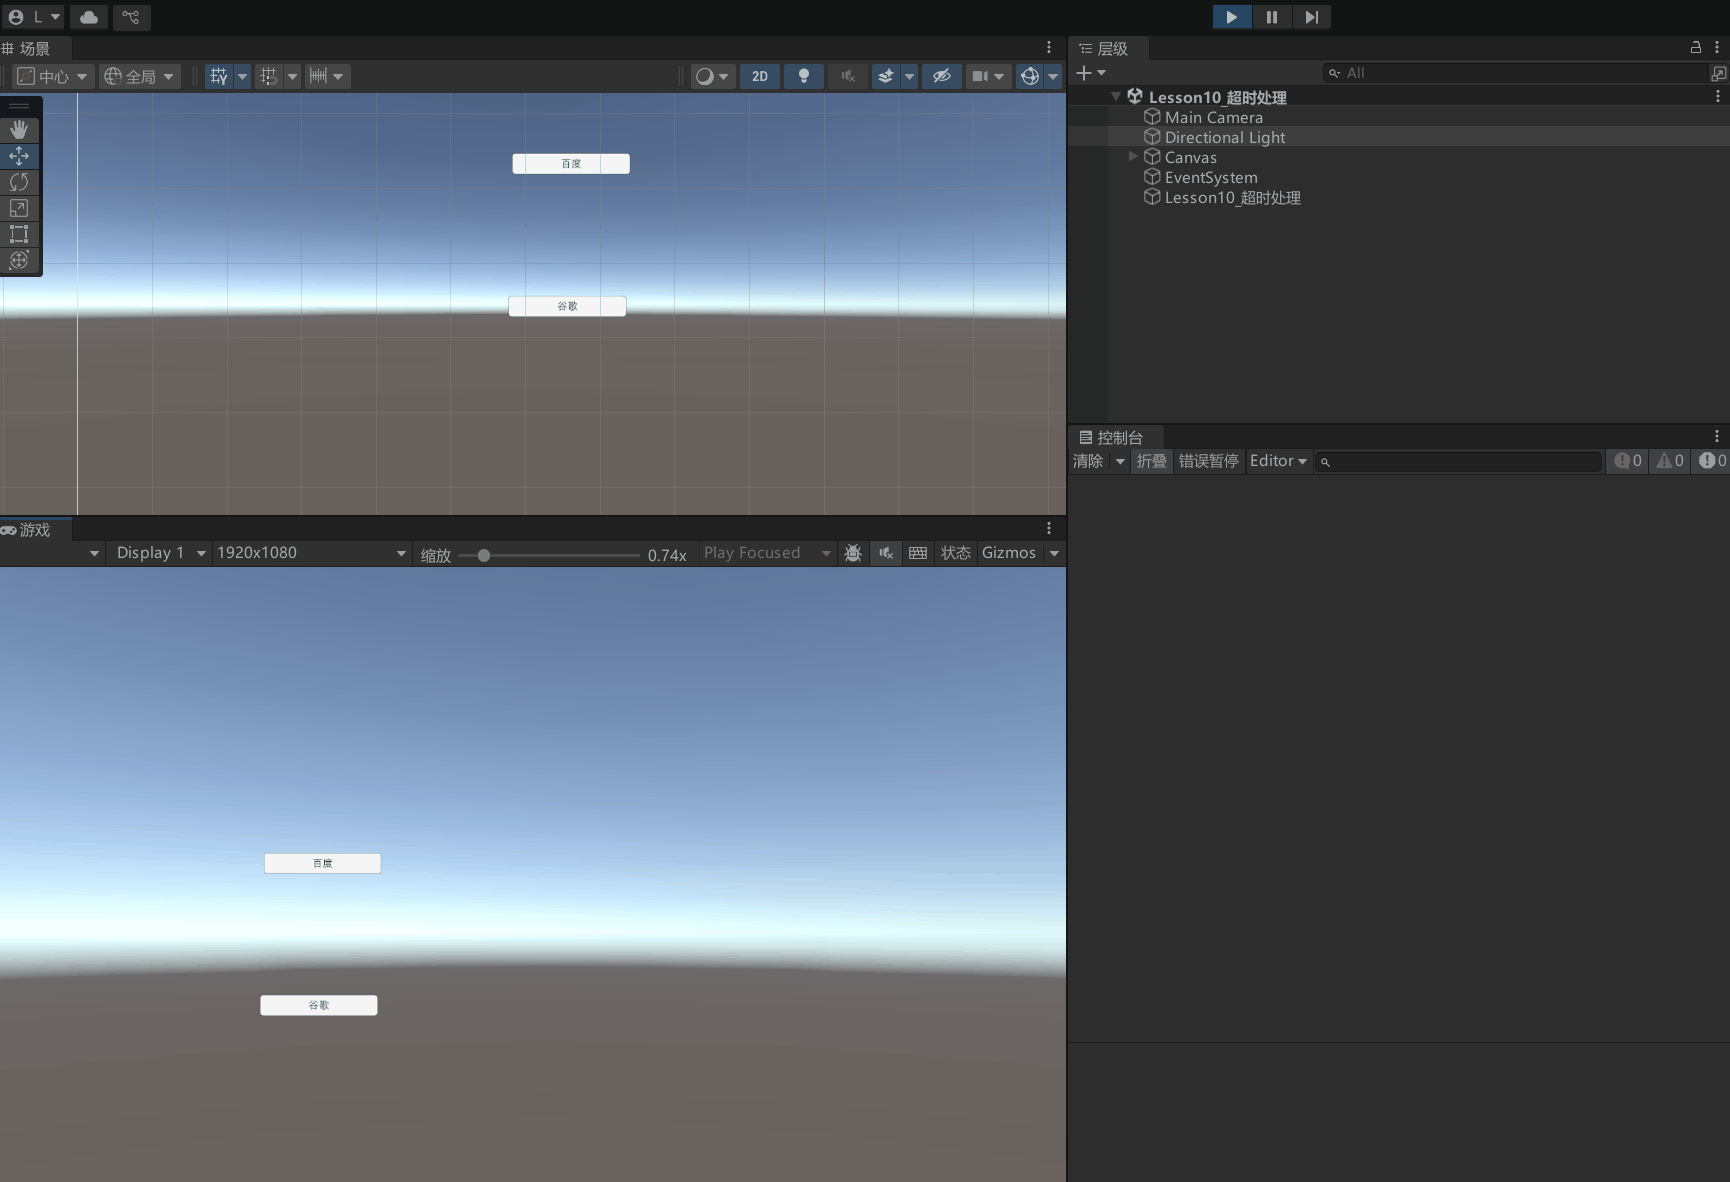 L
场景
层级
中心
全局
2D
All
Lesson10_超时处理
Main Camera
Directional Light
Canvas
EventSystem
Lesson10_超时处理
百度
谷歌
控制台
清除
折叠
错误暂停
Editor
0
0
0
游戏
Display 1
1920x1080
缩放
0.74x
Play Focused
状态
Gizmos
百度
谷歌